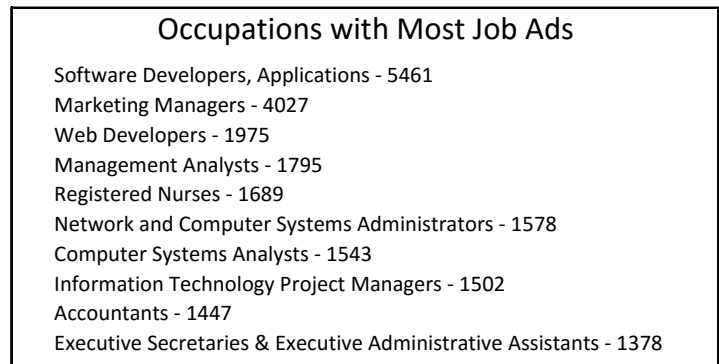 Occupations with Most Job Ads
Software Developers, Applications - 5461
Marketing Managers - 4027
Web Developers - 1975
Management Analysts - 1795
Registered Nurses - 1689
Network and Computer Systems Administrators - 1578
Computer Systems Analysts - 1543
Information Technology Project Managers - 1502
Accountants - 1447
Executive Secretaries & Executive Administrative Assistants - 1378